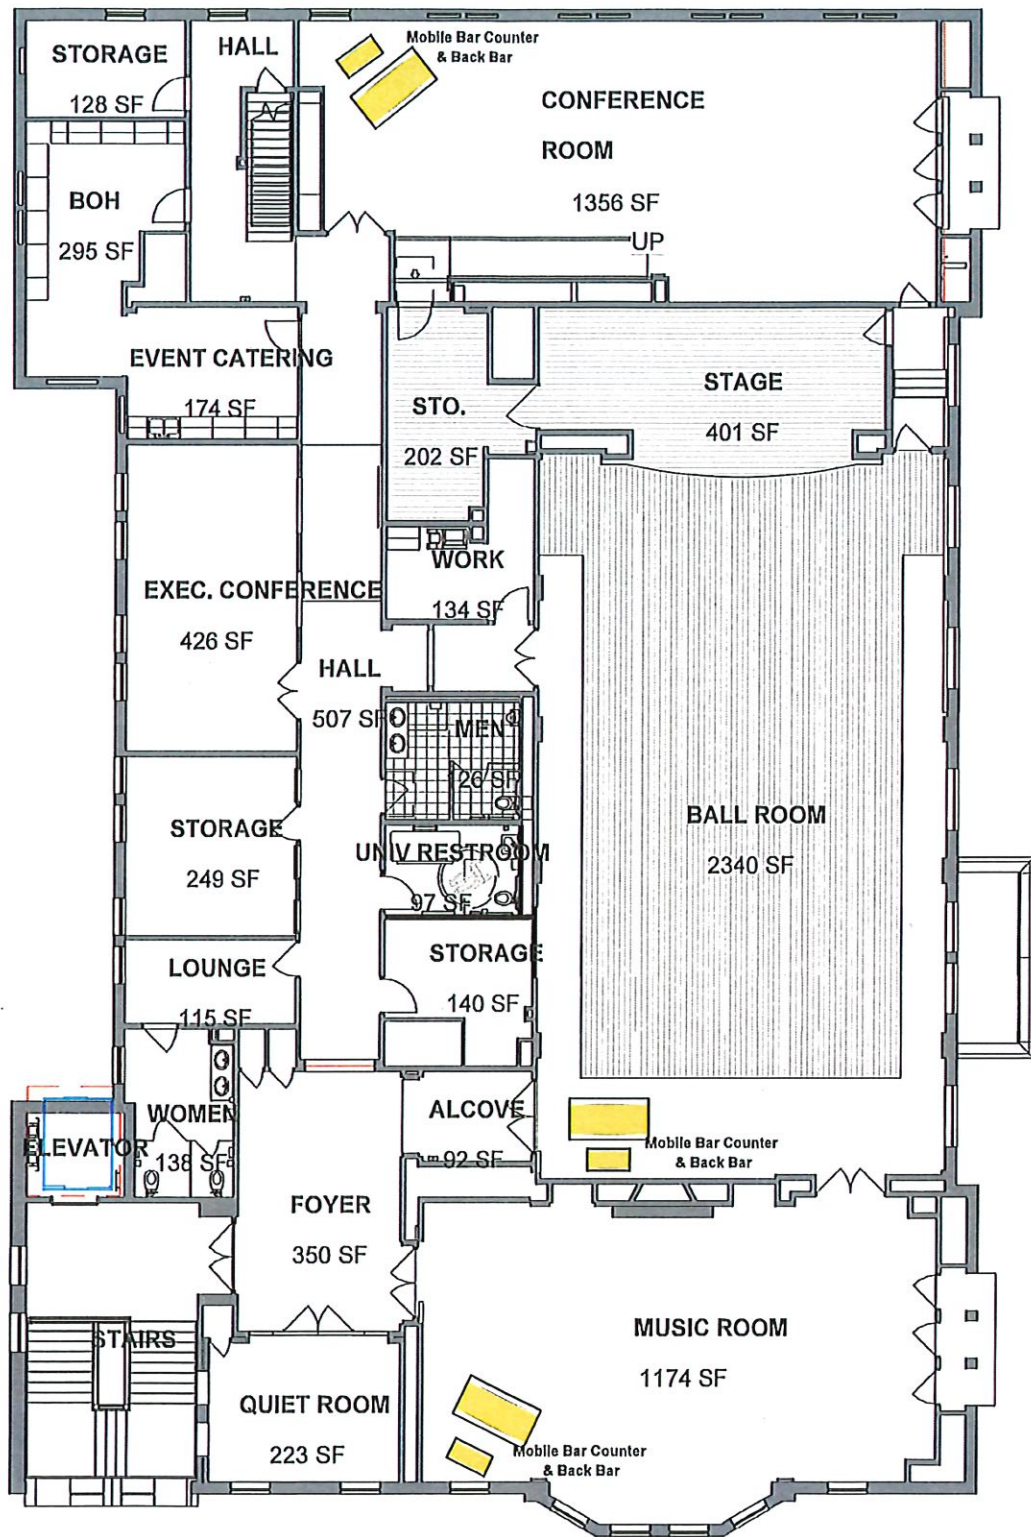 STORAGE
128 SF
HALL
Mobile Bar Counter
& Back Bar
CONFERENCE
ROOM
1356 SF
UP
BOH
295 SF
EVENT CATERING
174 SF
STO.
202 SF
STAGE
401 SF
WORK
134 SF
EXEC. CONFERENCE
426 SF
HALL
507 SF
MEN
26 SF
BALL ROOM
2340 SF
STORAGE
249 SF
UNIV RESTROOM
97 SF
STORAGE
140 SF
LOUNGE
115 SF
WOMEN
138 SF
ELEVATOR
ALCOVE
92 SF
Mobile Bar Counter
& Back Bar
FOYER
350 SF
STAIRS
MUSIC ROOM
1174 SF
QUIET ROOM
223 SF
Mobile Bar Counter
& Back Bar